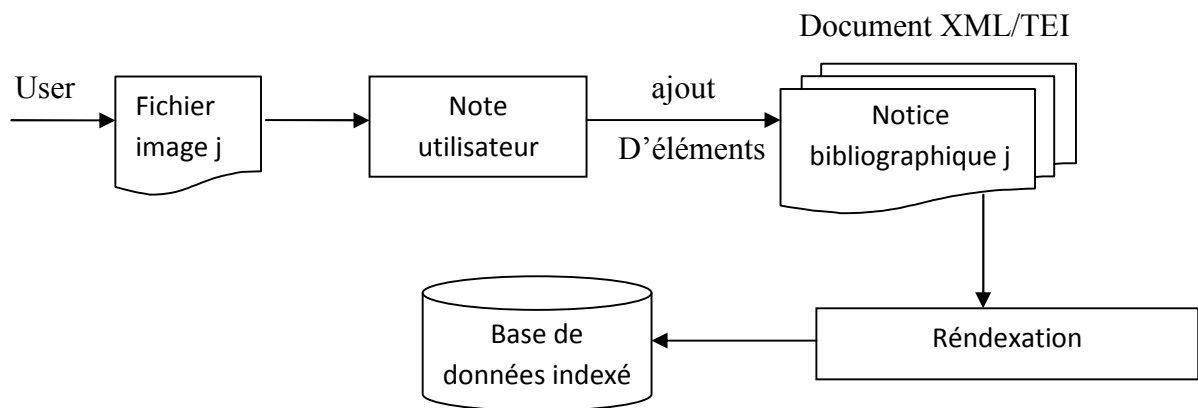 Document XML/TEI
User
Fichier
image j
Note
utilisateur
ajout
D'éléments
Notice
bibliographique j
Réndexation
Base de
données indexé